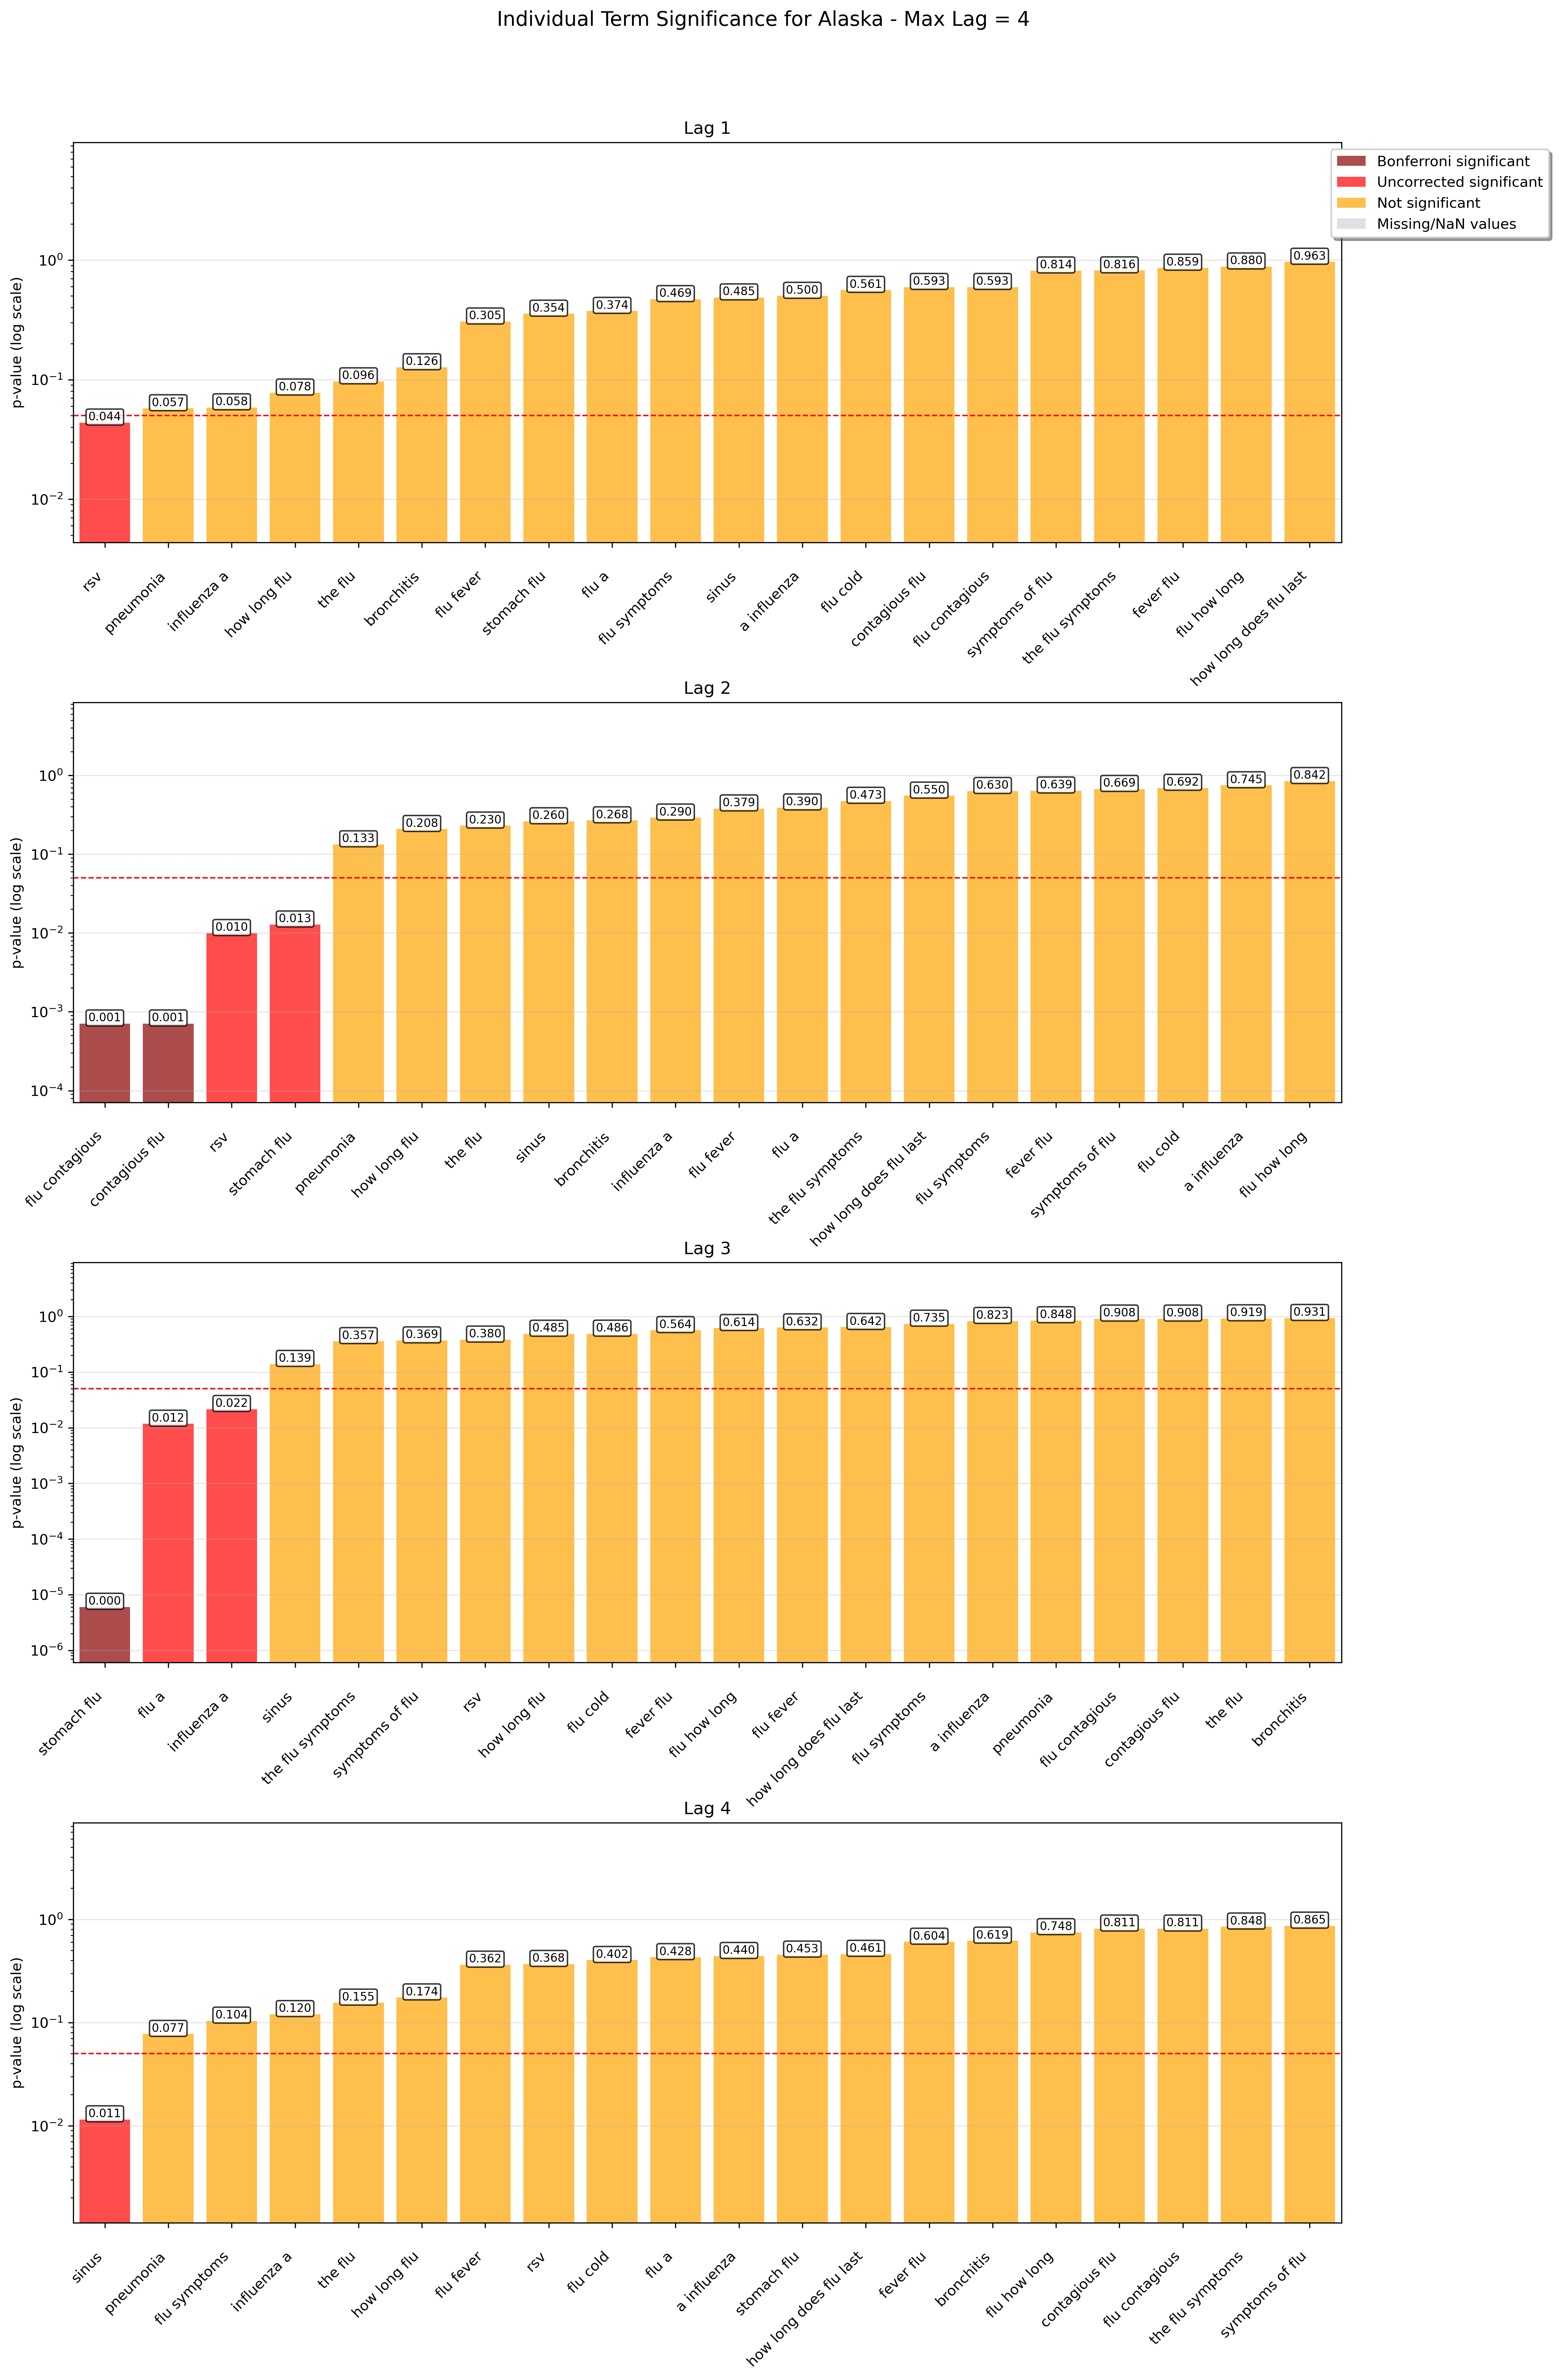 Individual Term Significance for Alaska - Max Lag = 4
Lag 1
Bonferroni significant
Uncorrected significant
Not significant
Missing/NaN values
p-value (log scale)
10⁰
10⁻¹
10⁻²
0.044 0.057 0.058 0.078 0.096 0.126 0.305 0.354 0.374 0.469 0.485 0.500 0.561 0.593 0.593 0.814 0.816 0.859 0.880 0.963
rsv
pneumonia
influenza a
how long flu
the flu
bronchitis
flu fever
stomach flu
flu a
flu symptoms
sinus
a influenza
flu cold
contagious flu
flu contagious
symptoms of flu
the flu symptoms
fever flu
flu how long
how long does flu last
Lag 2
p-value (log scale)
10⁰
10⁻¹
10⁻²
10⁻³
10⁻⁴
0.001 0.001 0.010 0.013 0.133 0.208 0.230 0.260 0.268 0.290 0.379 0.390 0.473 0.550 0.630 0.639 0.669 0.692 0.745 0.842
flu contagious
contagious flu
rsv
stomach flu
pneumonia
how long flu
the flu
sinus
bronchitis
influenza a
flu fever
flu a
the flu symptoms
how long does flu last
flu symptoms
fever flu
symptoms of flu
flu cold
a influenza
flu how long
Lag 3
p-value (log scale)
10⁰
10⁻¹
10⁻²
10⁻³
10⁻⁴
10⁻⁵
10⁻⁶
0.000 0.012 0.022 0.139 0.357 0.369 0.380 0.485 0.486 0.564 0.614 0.632 0.642 0.735 0.823 0.848 0.908 0.908 0.919 0.931
stomach flu
flu a
influenza a
sinus
the flu symptoms
symptoms of flu
rsv
how long flu
flu cold
fever flu
flu how long
flu fever
how long does flu last
flu symptoms
a influenza
pneumonia
flu contagious
contagious flu
the flu
bronchitis
Lag 4
p-value (log scale)
10⁰
10⁻¹
10⁻²
0.011 0.077 0.104 0.120 0.155 0.174 0.362 0.368 0.402 0.428 0.440 0.453 0.461 0.604 0.619 0.748 0.811 0.811 0.848 0.865
sinus
pneumonia
flu symptoms
influenza a
the flu
how long flu
flu fever
rsv
flu cold
flu a
a influenza
stomach flu
how long does flu last
fever flu
bronchitis
flu how long
contagious flu
flu contagious
the flu symptoms
symptoms of flu